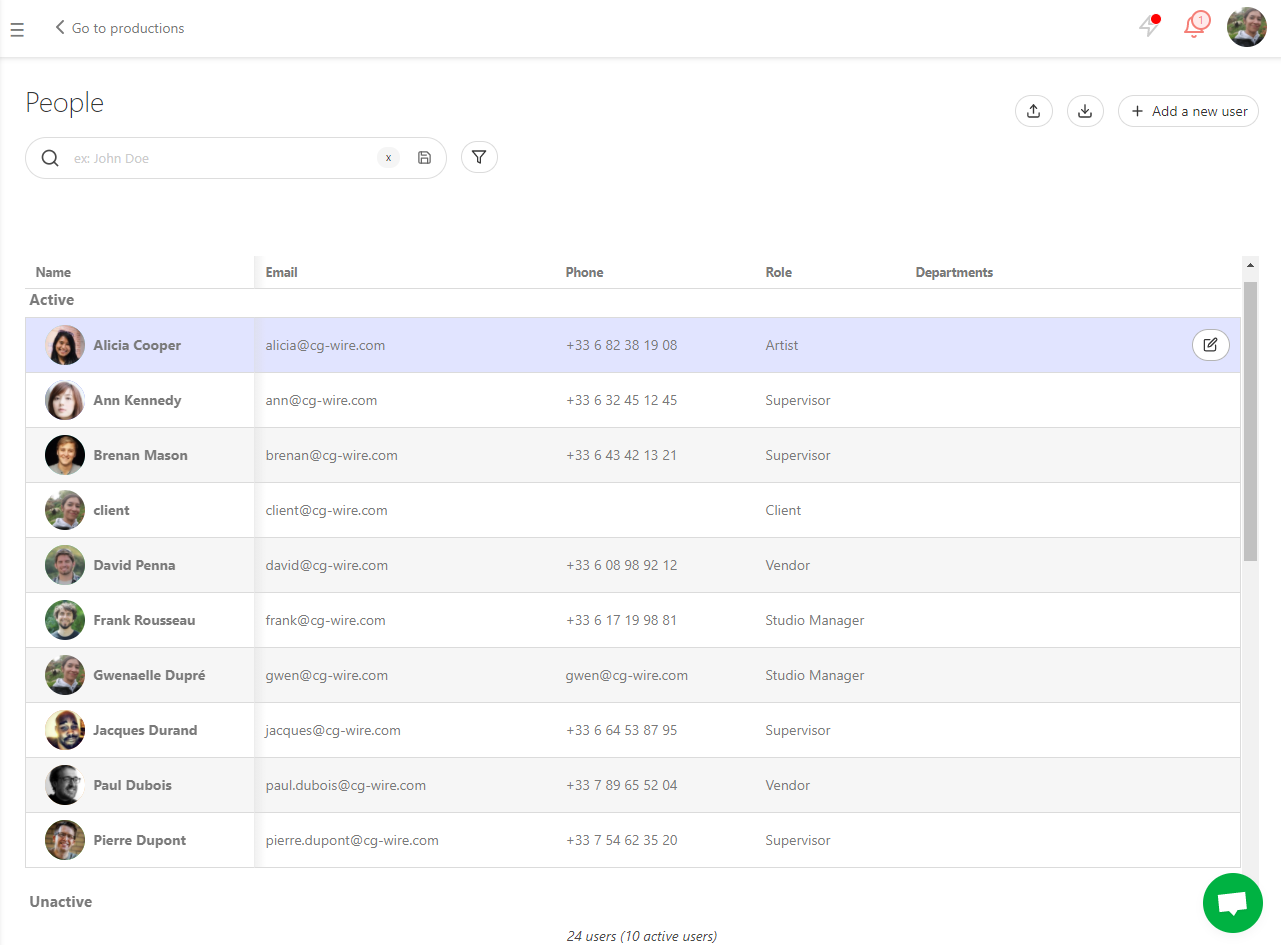 Go to productions
1
People
Add a new user
ex: John Doe
x
Name Email Phone Role Departments
Active
Alicia Cooper alicia@cg-wire.com +33 6 82 38 19 08 Artist
Ann Kennedy ann@cg-wire.com +33 6 32 45 12 45 Supervisor
Brenan Mason brenan@cg-wire.com +33 6 43 42 13 21 Supervisor
client client@cg-wire.com Client
David Penna david@cg-wire.com +33 6 08 98 92 12 Vendor
Frank Rousseau frank@cg-wire.com +33 6 17 19 98 81 Studio Manager
Gwenaelle Dupré gwen@cg-wire.com gwen@cg-wire.com Studio Manager
Jacques Durand jacques@cg-wire.com +33 6 64 53 87 95 Supervisor
Paul Dubois paul.dubois@cg-wire.com +33 7 89 65 52 04 Vendor
Pierre Dupont pierre.dupont@cg-wire.com +33 7 54 62 35 20 Supervisor
Unactive
24 users (10 active users)